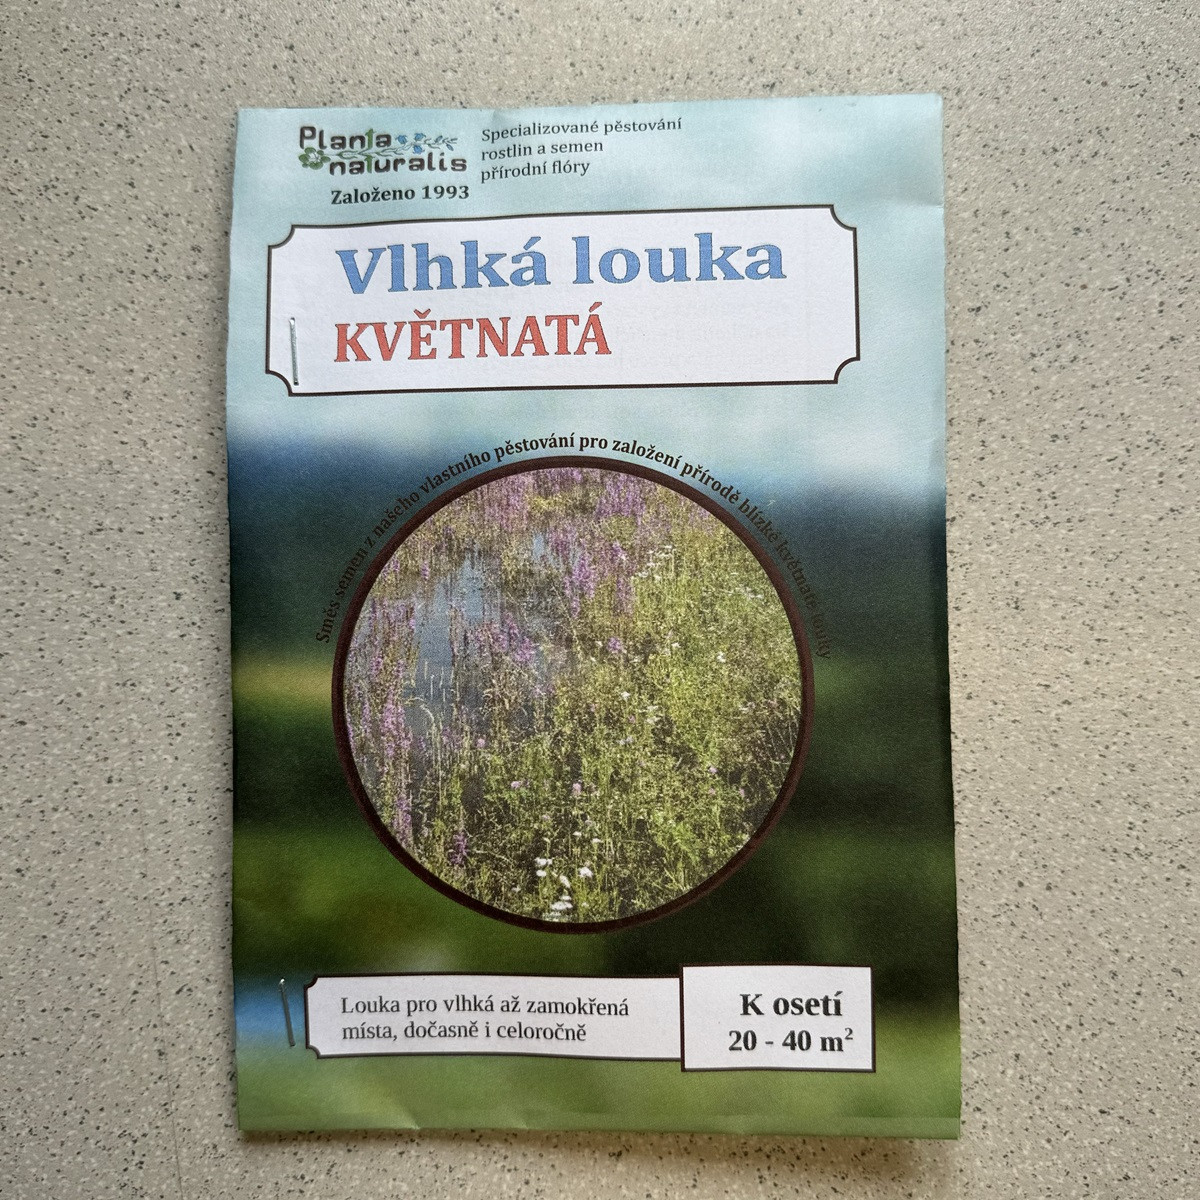 Planta
naturalis
Založeno 1993
Specializované pěstování
rostlin a semen
přírodní flóry
Vlhká louka
KVĚTNATÁ
Směs semen z našeho vlastního pěstování pro založení přírodě blízké květnaté louky
Louka pro vlhká až zamokřená
místa, dočasně i celoročně
K osetí
20 - 40 m²